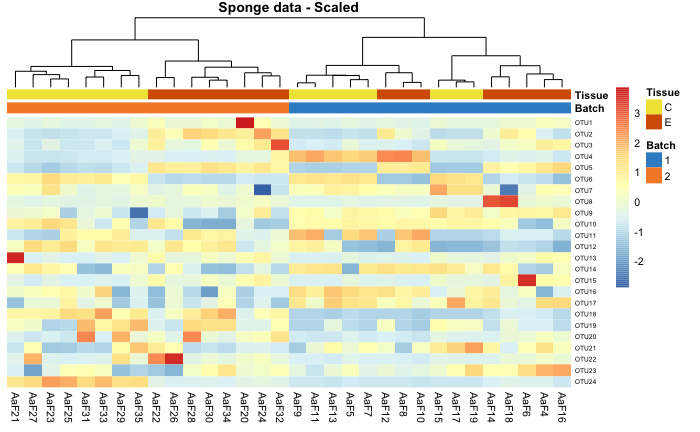 Sponge data - Scaled
Tissue
Batch
OTU1
OTU2
OTU3
OTU4
OTU5
OTU6
OTU7
OTU8
OTU9
OTU10
OTU11
OTU12
OTU13
OTU14
OTU15
OTU16
OTU17
OTU18
OTU19
OTU20
OTU21
OTU22
OTU23
OTU24
AaF21
AaF27
AaF23
AaF25
AaF31
AaF33
AaF29
AaF35
AaF22
AaF26
AaF28
AaF30
AaF34
AaF20
AaF24
AaF32
AaF9
AaF11
AaF13
AaF5
AaF7
AaF12
AaF8
AaF10
AaF15
AaF17
AaF19
AaF14
AaF18
AaF6
AaF4
AaF16
3
2
1
0
-1
-2
Tissue
C
E
Batch
1
2